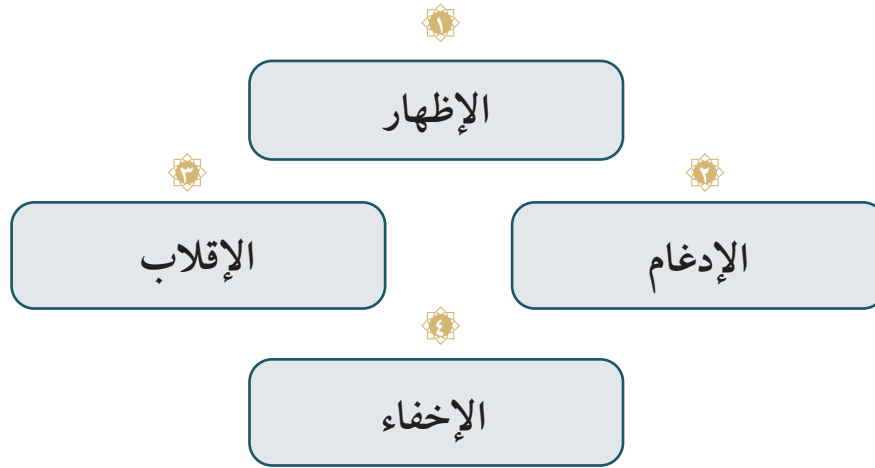 ١
الإظهار
٢
الإدغام
٣
الإقلاب
٤
الإخفاء